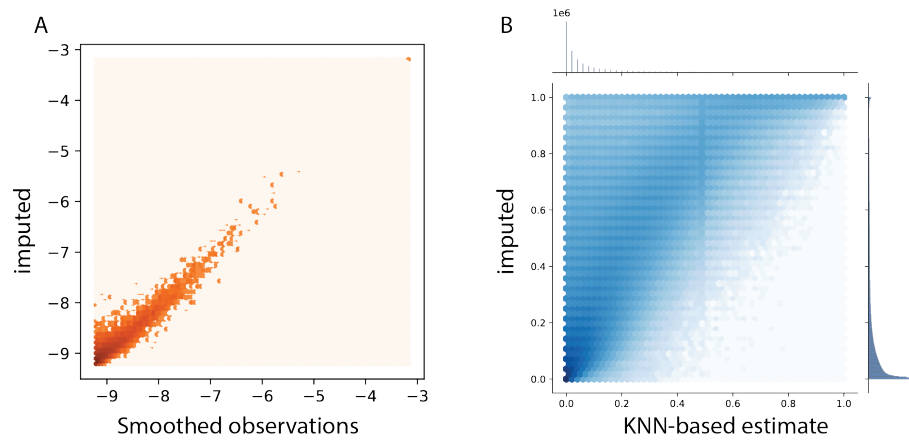 A
−3
−4
−5
−6
−7
−8
−9
imputed
−9 −8 −7 −6 −5 −4 −3
Smoothed observations
B
1e6
1.0
0.8
0.6
0.4
0.2
0.0
imputed
0.0 0.2 0.4 0.6 0.8 1.0
KNN-based estimate